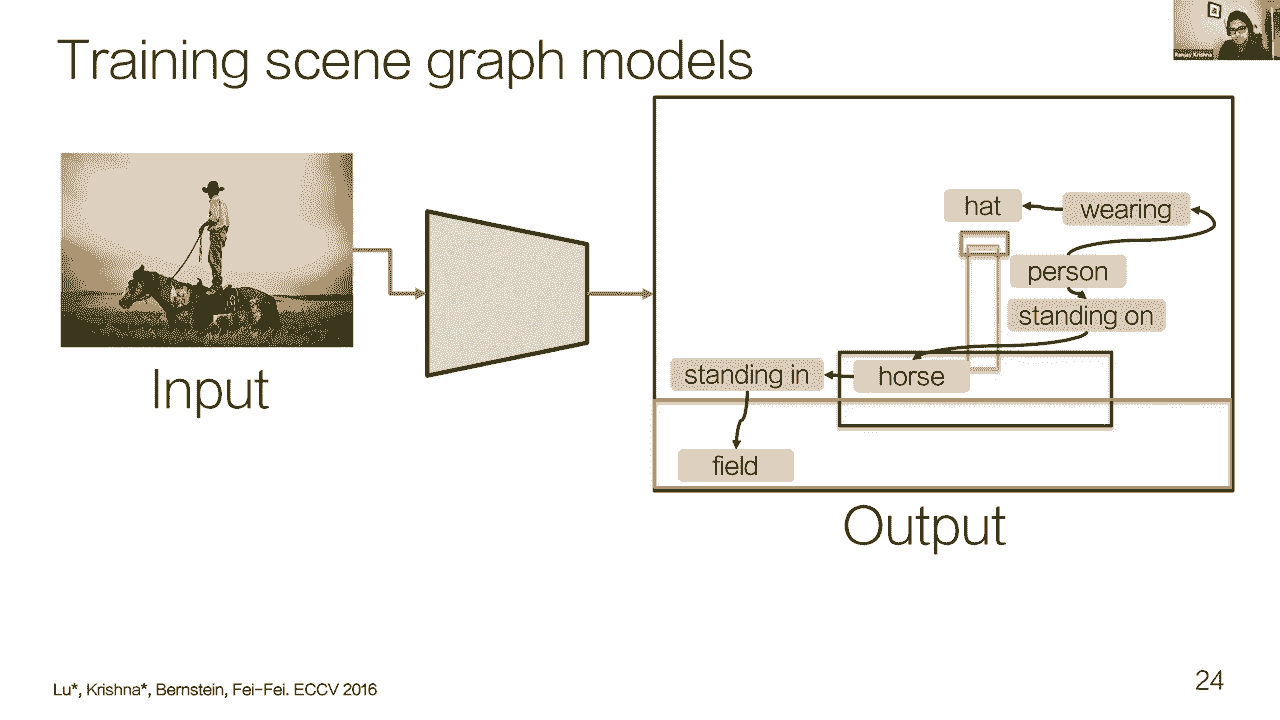 Training scene graph models
Ranjay Krishna
hat
wearing
person
standing on
standing in
horse
field
Input
Output
Lu*, Krishna*, Bernstein, Fei-Fei. ECCV 2016
24